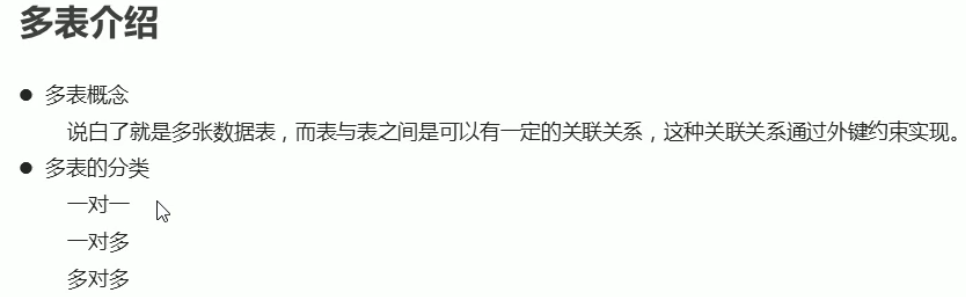 多表介绍
● 多表概念
说白了就是多张数据表，而表与表之间是可以有一定的关联关系，这种关联关系通过外键约束实现。
● 多表的分类
一对一
一对多
多对多